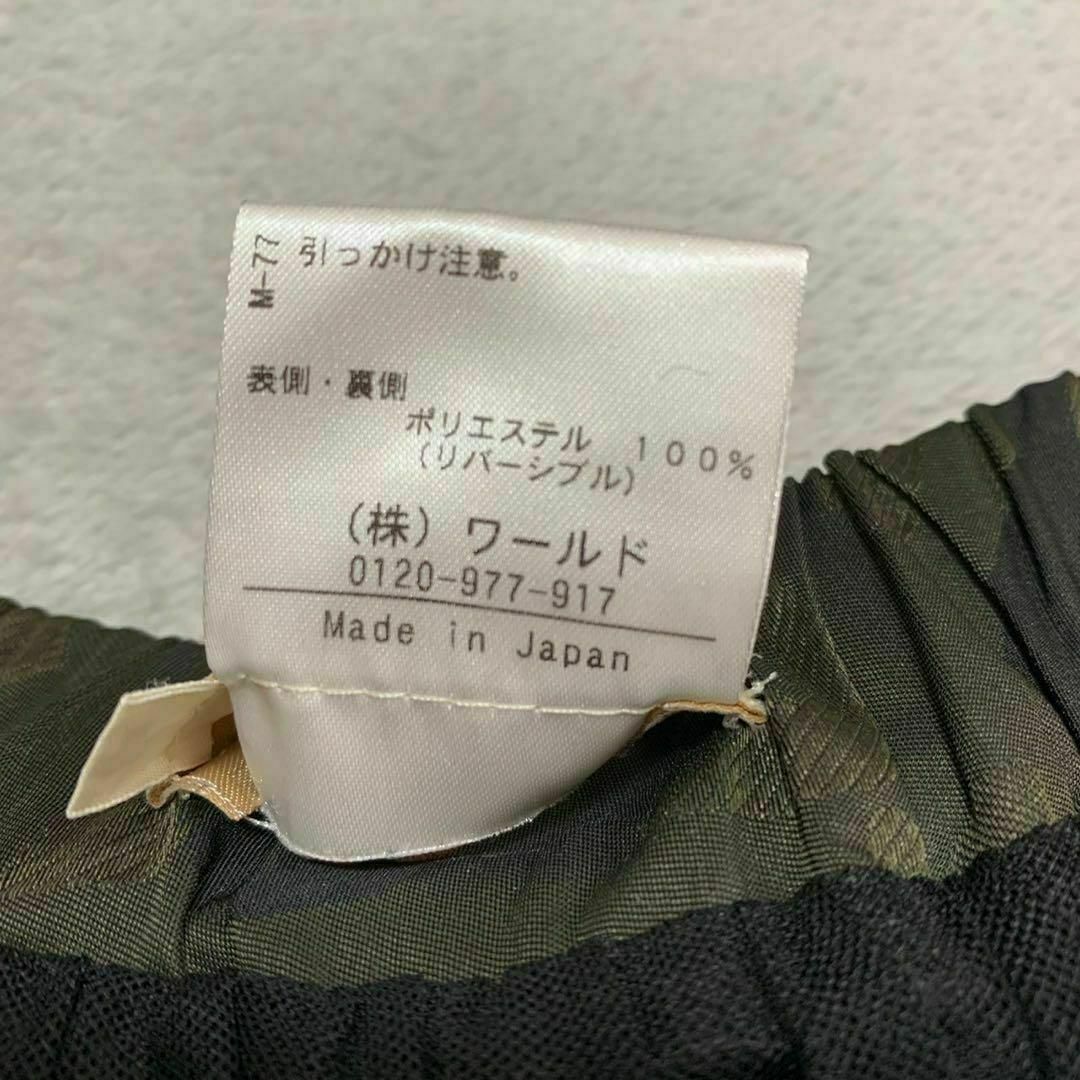 M-77
引っかけ注意。
表側・裏側
ポリエステル 100%
(リバーシブル)
(株) ワールド
0120-977-917
Made in Japan